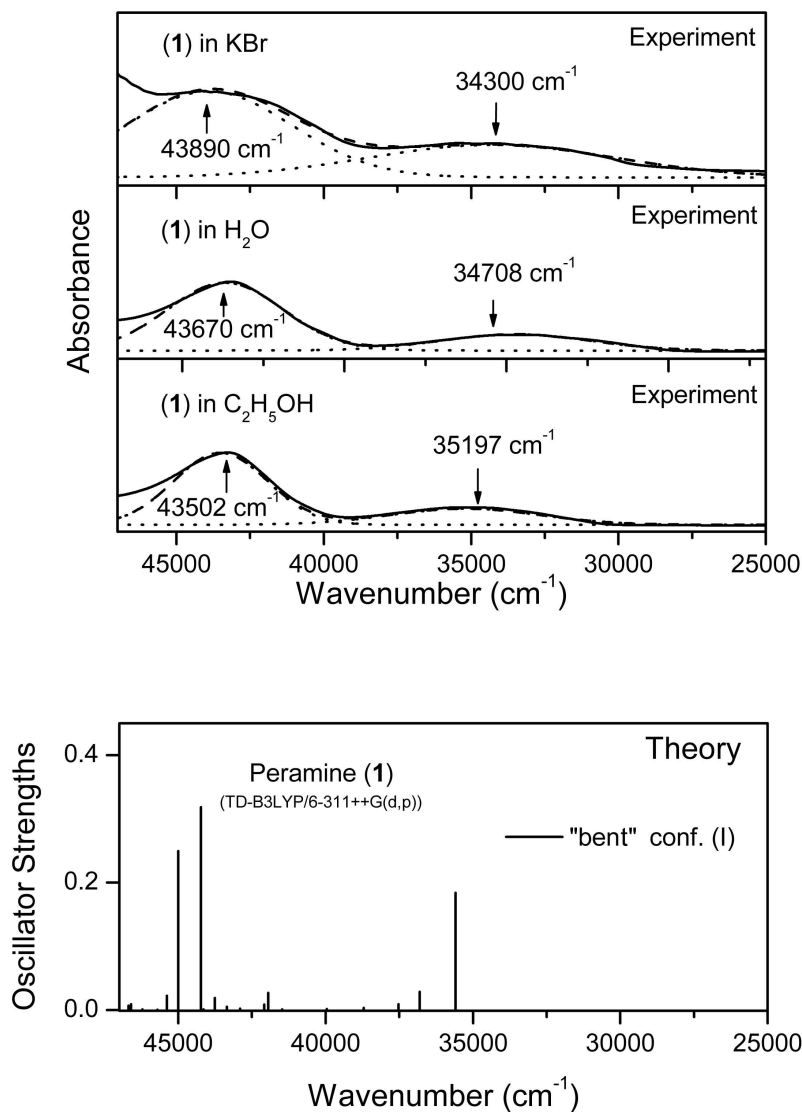 (1) in KBr
Experiment
34300 cm⁻¹
43890 cm⁻¹
(1) in H₂O
Experiment
34708 cm⁻¹
43670 cm⁻¹
(1) in C₂H₅OH
Experiment
35197 cm⁻¹
43502 cm⁻¹
Absorbance
45000 40000 35000 30000 25000
Wavenumber (cm⁻¹)
Theory
Peramine (1)
(TD-B3LYP/6-311++G(d,p))
"bent" conf. (I)
0.4
0.2
0.0
Oscillator Strengths
45000 40000 35000 30000 25000
Wavenumber (cm⁻¹)